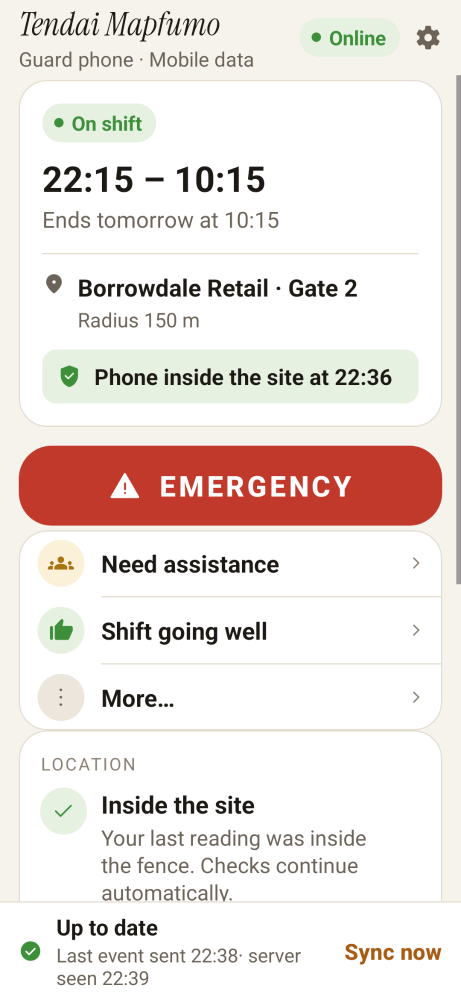 Tendai Mapfumo
Guard phone · Mobile data
Online
On shift
22:15 – 10:15
Ends tomorrow at 10:15
Borrowdale Retail · Gate 2
Radius 150 m
Phone inside the site at 22:36
EMERGENCY
Need assistance
Shift going well
More...
LOCATION
Inside the site
Your last reading was inside
the fence. Checks continue
automatically.
Up to date
Last event sent 22:38· server
seen 22:39
Sync now